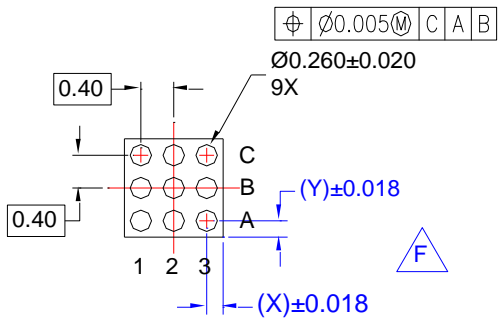 ⌖ Ø0.005Ⓜ C A B
Ø0.260±0.020
9X
0.40
C
B
(Y)±0.018
A
0.40
F
1 2 3
(X)±0.018